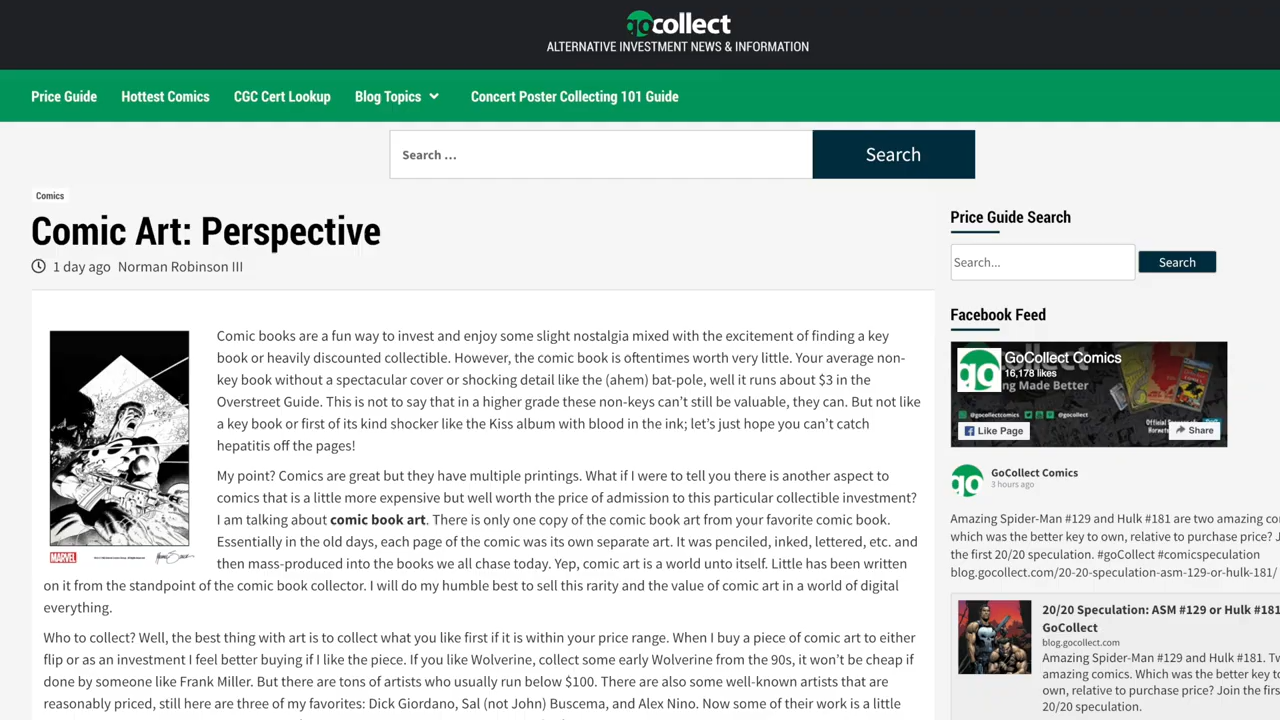 gocollect
ALTERNATIVE INVESTMENT NEWS & INFORMATION
Price Guide
Hottest Comics
CGC Cert Lookup
Blog Topics
Concert Poster Collecting 101 Guide
Search …
Search
Comics
Comic Art: Perspective
1 day ago Norman Robinson III
Comic books are a fun way to invest and enjoy some slight nostalgia mixed with the excitement of finding a key
book or heavily discounted collectible. However, the comic book is oftentimes worth very little. Your average non-
key book without a spectacular cover or shocking detail like the (ahem) bat-pole, well it runs about $3 in the
Overstreet Guide. This is not to say that in a higher grade these non-keys can’t still be valuable, they can. But not like
a key book or first of its kind shocker like the Kiss album with blood in the ink; let’s just hope you can’t catch
hepatitis off the pages!
My point? Comics are great but they have multiple printings. What if I were to tell you there is another aspect to
comics that is a little more expensive but well worth the price of admission to this particular collectible investment?
I am talking about comic book art. There is only one copy of the comic book art from your favorite comic book.
Essentially in the old days, each page of the comic was its own separate art. It was penciled, inked, lettered, etc. and
then mass-produced into the books we all chase today. Yep, comic art is a world unto itself. Little has been written
on it from the standpoint of the comic book collector. I will do my humble best to sell this rarity and the value of comic art in a world of digital
everything.
Who to collect? Well, the best thing with art is to collect what you like first if it is within your price range. When I buy a piece of comic art to either
flip or as an investment I feel better buying if I like the piece. If you like Wolverine, collect some early Wolverine from the 90s, it won’t be cheap if
done by someone like Frank Miller. But there are tons of artists who usually run below $100. There are also some well-known artists that are
reasonably priced, still here are three of my favorites: Dick Giordano, Sal (not John) Buscema, and Alex Nino. Now some of their work is a little
MARVEL
Price Guide Search
Search...
Search
Facebook Feed
go
GoCollect Comics
16,178 likes
ng Made Better
@gocollectcomics
@gocollect
Official
Like Page
Share
go
GoCollect Comics
3 hours ago
Amazing Spider-Man #129 and Hulk #181 are two amazing co
which was the better key to own, relative to purchase price? J
the first 20/20 speculation. #goCollect #comicspeculation
blog.gocollect.com/20-20-speculation-asm-129-or-hulk-181/
20/20 Speculation: ASM #129 or Hulk #181
GoCollect
blog.gocollect.com
Amazing Spider-Man #129 and Hulk #181. Tw
amazing comics. Which was the better key to
own, relative to purchase price? Join the firs
20/20 speculation.